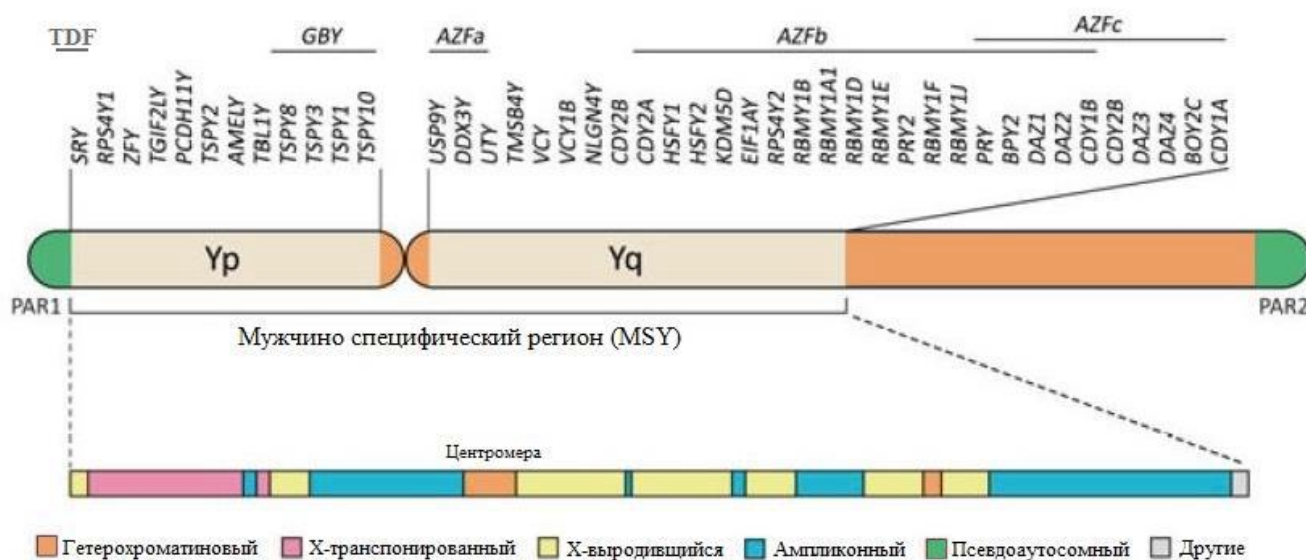 TDF GBY AZFa AZFb AZFc
SRY
RPS4Y1
ZFY
TGIF2LY
PCDH11Y
TSPY2
AMELY
TBL1Y
TSPY8
TSPY3
TSPY1
TSPY10
USP9Y
DDX3Y
UTY
TMSB4Y
VCY
VCY1B
NLGN4Y
CDY2B
CDY2A
HSFY1
HSFY2
KDM5D
EIF1AY
RPS4Y2
RBMY1B
RBMY1A1
RBMY1D
RBMY1E
PRY2
RBMY1F
RBMY1J
PRY
BPY2
DAZ1
DAZ2
CDY1B
CDY2B
DAZ3
DAZ4
BOY2C
CDY1A
Yp Yq
PAR1 PAR2
Мужчино специфический регион (MSY)
Центромера
Гетерохроматиновый Х-транспонированный Х-выродившийся Ампликонный Псевдоаутосомный Другие